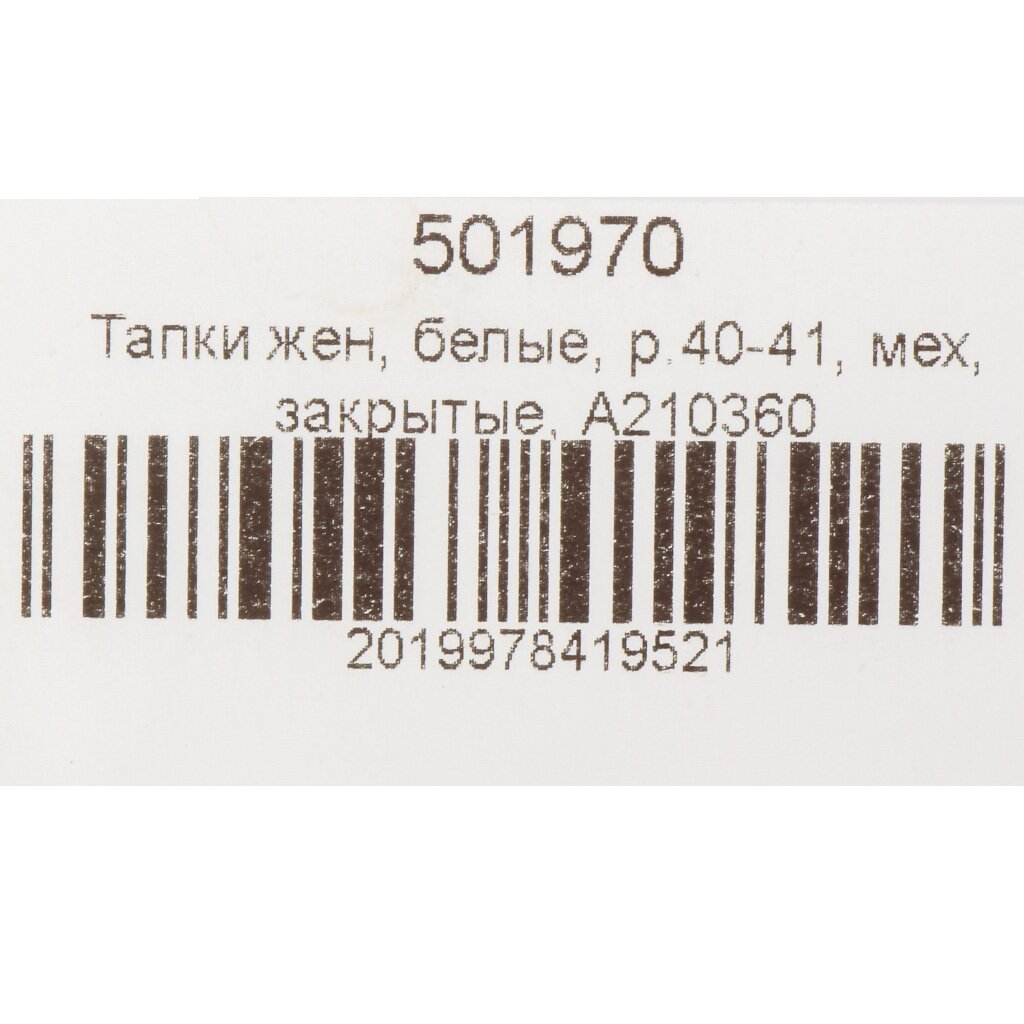 501970
Тапки жен, белые, р.40-41, мех,
закрытые, А210360
2019978419521